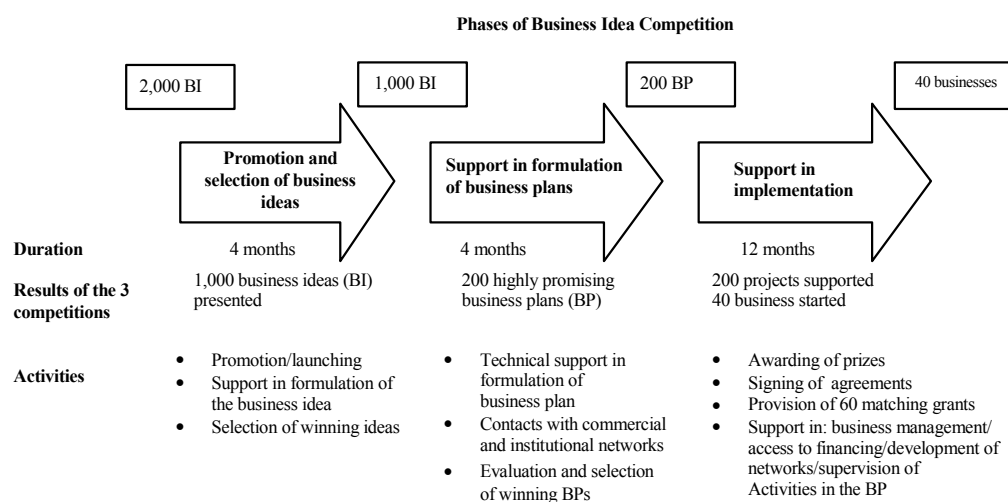 Phases of Business Idea Competition
2,000 BI
1,000 BI
200 BP
40 businesses
Promotion and
selection of business
ideas
Support in formulation
of business plans
Support in
implementation
Duration
4 months
4 months
12 months
Results of the 3
competitions
1,000 business ideas (BI)
presented
200 highly promising
business plans (BP)
200 projects supported
40 business started
Activities
• Promotion/launching
• Support in formulation of
the business idea
• Selection of winning ideas
• Technical support in
formulation of
business plan
• Contacts with commercial
and institutional networks
• Evaluation and selection
of winning BPs
• Awarding of prizes
• Signing of agreements
• Provision of 60 matching grants
• Support in: business management/
access to financing/development of
networks/supervision of
Activities in the BP